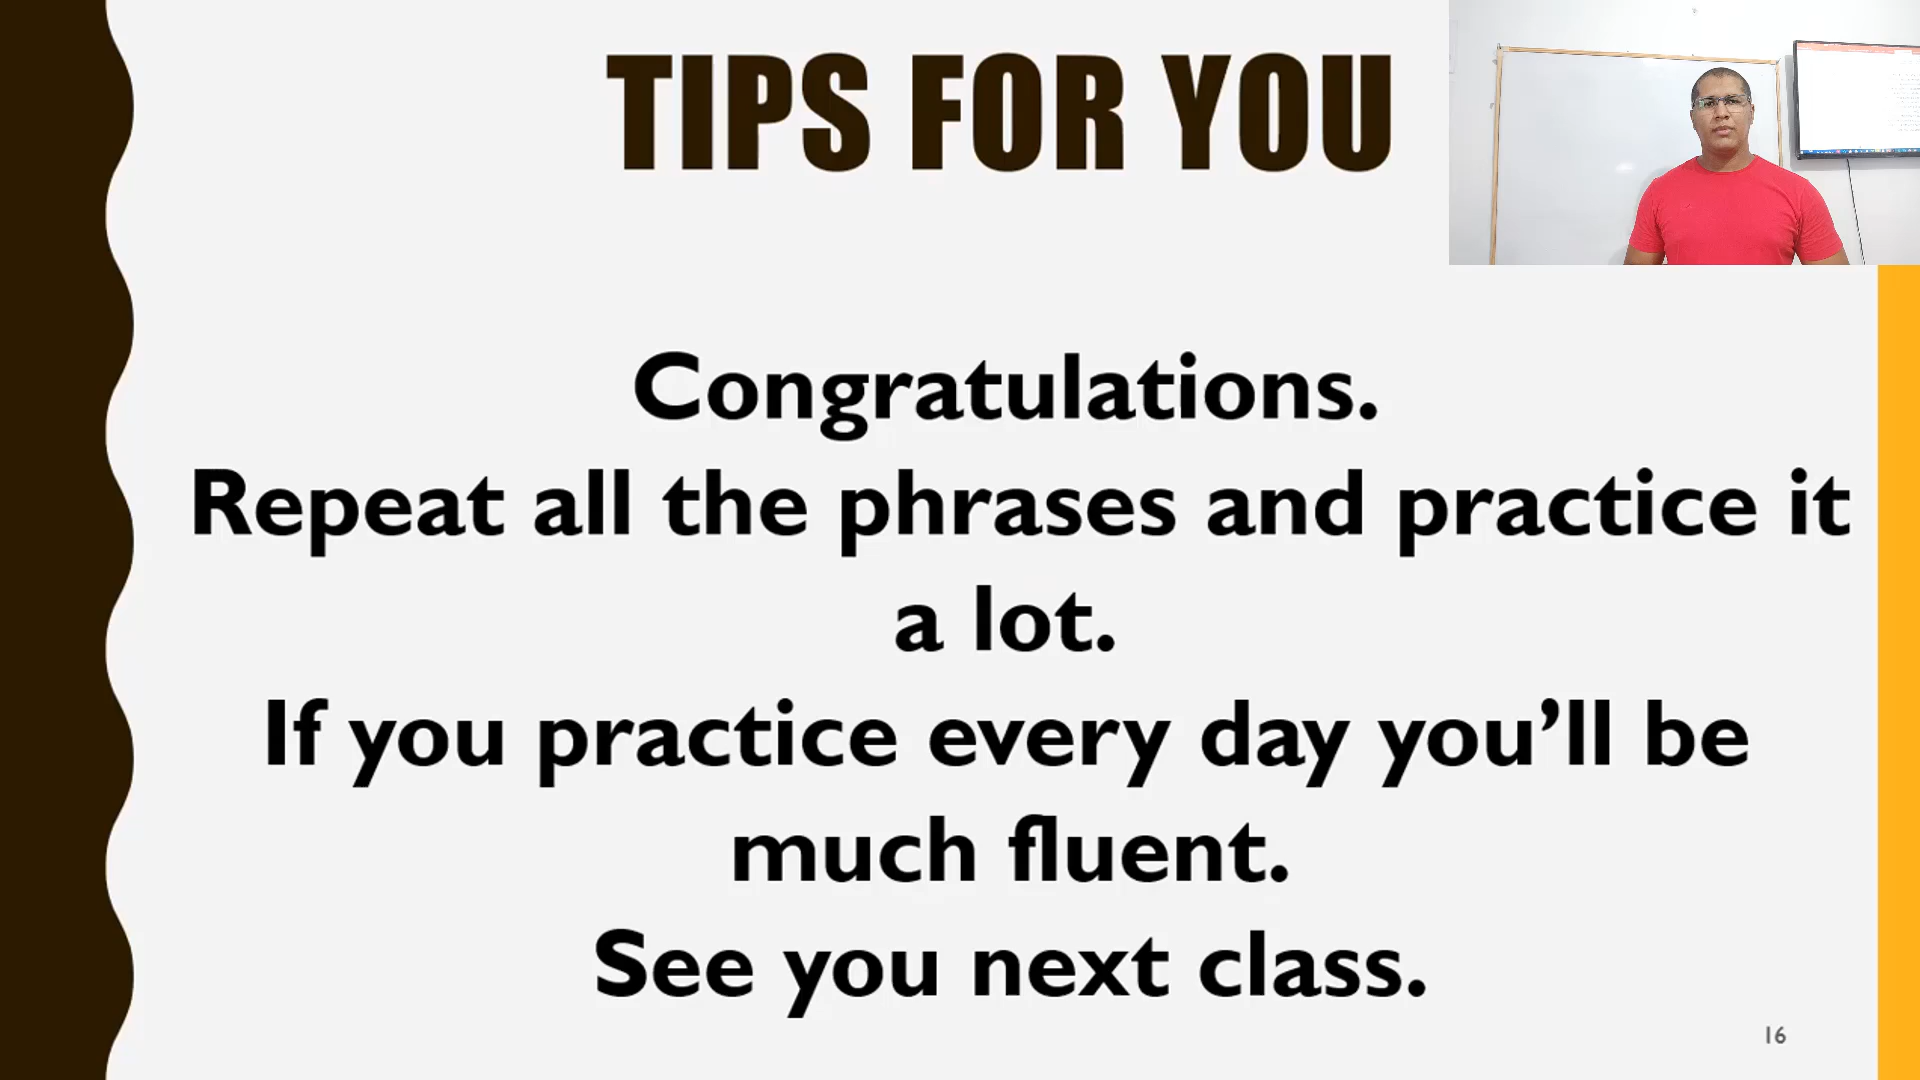 TIPS FOR YOU
Congratulations.
Repeat all the phrases and practice it
a lot.
If you practice every day you’ll be
much fluent.
See you next class.
16